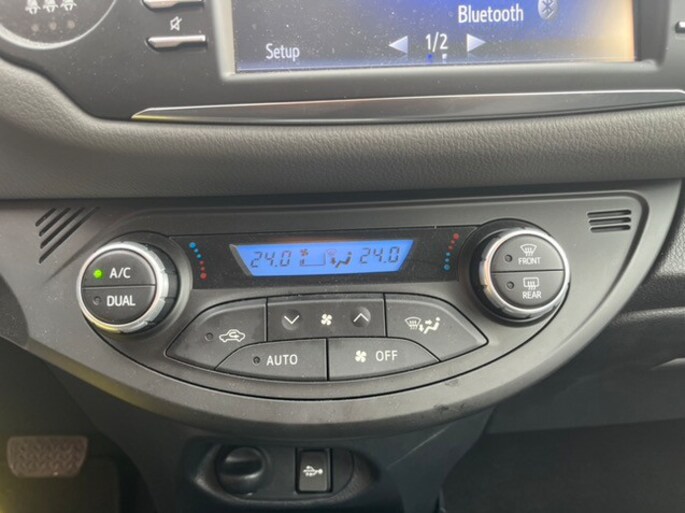 Bluetooth
Setup
1/2
24.0 24.0
A/C
DUAL
FRONT
REAR
AUTO
OFF